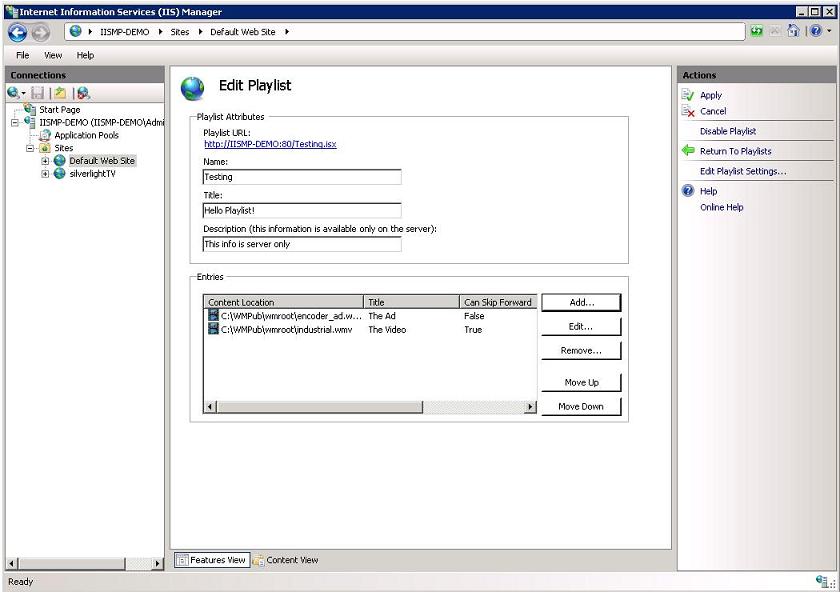 Internet Information Services (IIS) Manager
IISMP-DEMO Sites Default Web Site
File View Help
Connections
Start Page
IISMP-DEMO (IISMP-DEMO\Admi
Application Pools
Sites
Default Web Site
silverlightTV
Edit Playlist
Playlist Attributes
Playlist URL:
http://IISMP-DEMO:80/Testing.isx
Name:
Testing
Title:
Hello Playlist!
Description (this information is available only on the server):
This info is server only
Entries
Content Location Title Can Skip Forward
C:\WMPub\wmroot\encoder_ad.w... The Ad False
C:\WMPub\wmroot\industrial.wmv The Video True
Add...
Edit...
Remove...
Move Up
Move Down
Features View Content View
Actions
Apply
Cancel
Disable Playlist
Return To Playlists
Edit Playlist Settings...
Help
Online Help
Ready